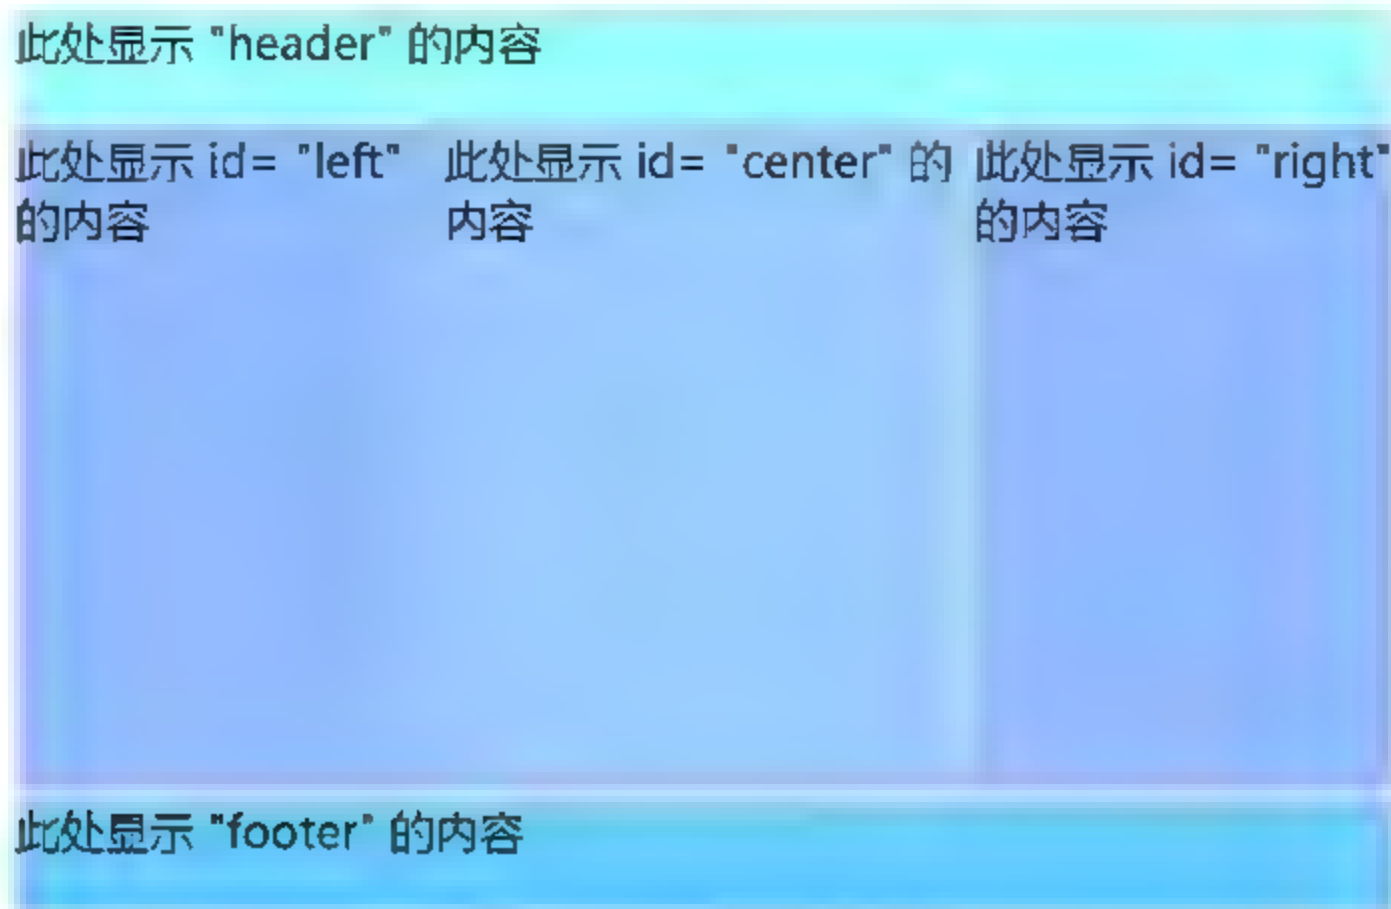 此处显示 "header" 的内容
此处显示 id= "left"
的内容
此处显示 id= "center" 的
内容
此处显示 id= "right"
的内容
此处显示 "footer" 的内容